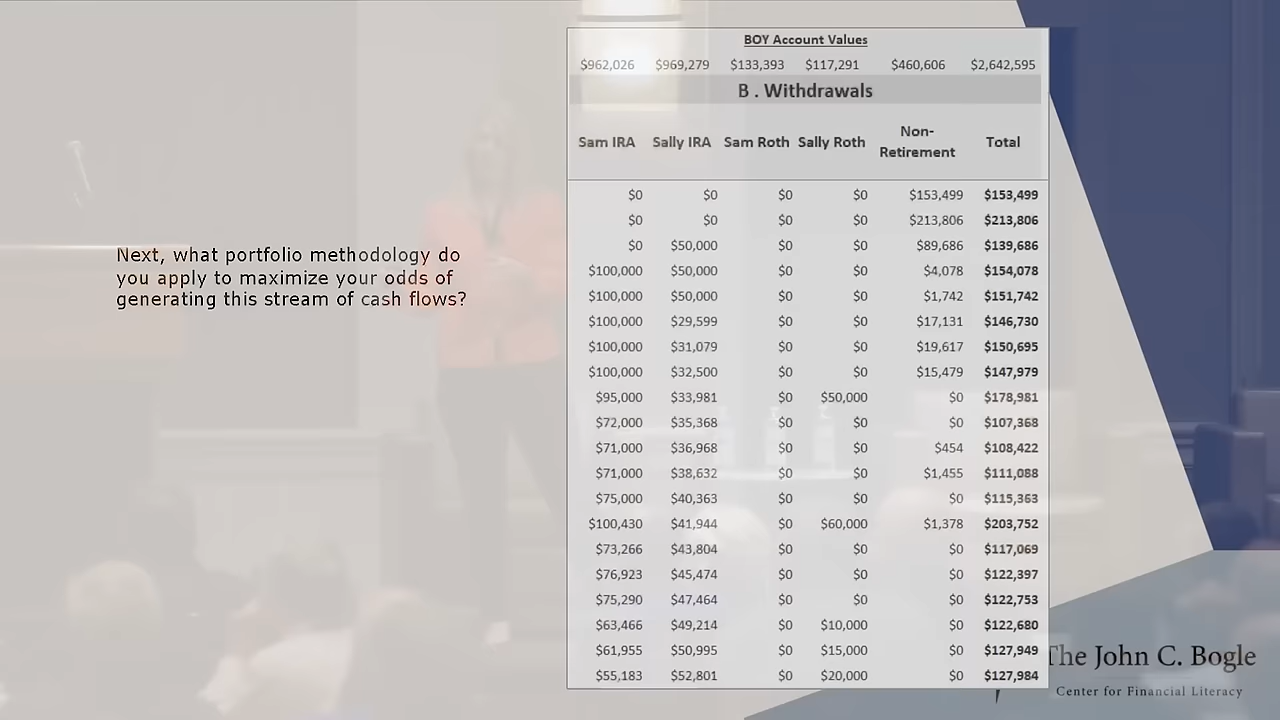 Next, what portfolio methodology do
you apply to maximize your odds of
generating this stream of cash flows?
BOY Account Values
$962,026 $969,279 $133,393 $117,291 $460,606 $2,642,595
B . Withdrawals
Sam IRA Sally IRA Sam Roth Sally Roth Non-Retirement Total
$0 $0 $0 $0 $153,499 $153,499
$0 $0 $0 $0 $213,806 $213,806
$0 $50,000 $0 $0 $89,686 $139,686
$100,000 $50,000 $0 $0 $4,078 $154,078
$100,000 $50,000 $0 $0 $1,742 $151,742
$100,000 $29,599 $0 $0 $17,131 $146,730
$100,000 $31,079 $0 $0 $19,617 $150,695
$100,000 $32,500 $0 $0 $15,479 $147,979
$95,000 $33,981 $0 $50,000 $0 $178,981
$72,000 $35,368 $0 $0 $0 $107,368
$71,000 $36,968 $0 $0 $454 $108,422
$71,000 $38,632 $0 $0 $1,455 $111,088
$75,000 $40,363 $0 $0 $0 $115,363
$100,430 $41,944 $0 $60,000 $1,378 $203,752
$73,266 $43,804 $0 $0 $0 $117,069
$76,923 $45,474 $0 $0 $0 $122,397
$75,290 $47,464 $0 $0 $0 $122,753
$63,466 $49,214 $0 $10,000 $0 $122,680
$61,955 $50,995 $0 $15,000 $0 $127,949
$55,183 $52,801 $0 $20,000 $0 $127,984
The John C. Bogle
Center for Financial Literacy